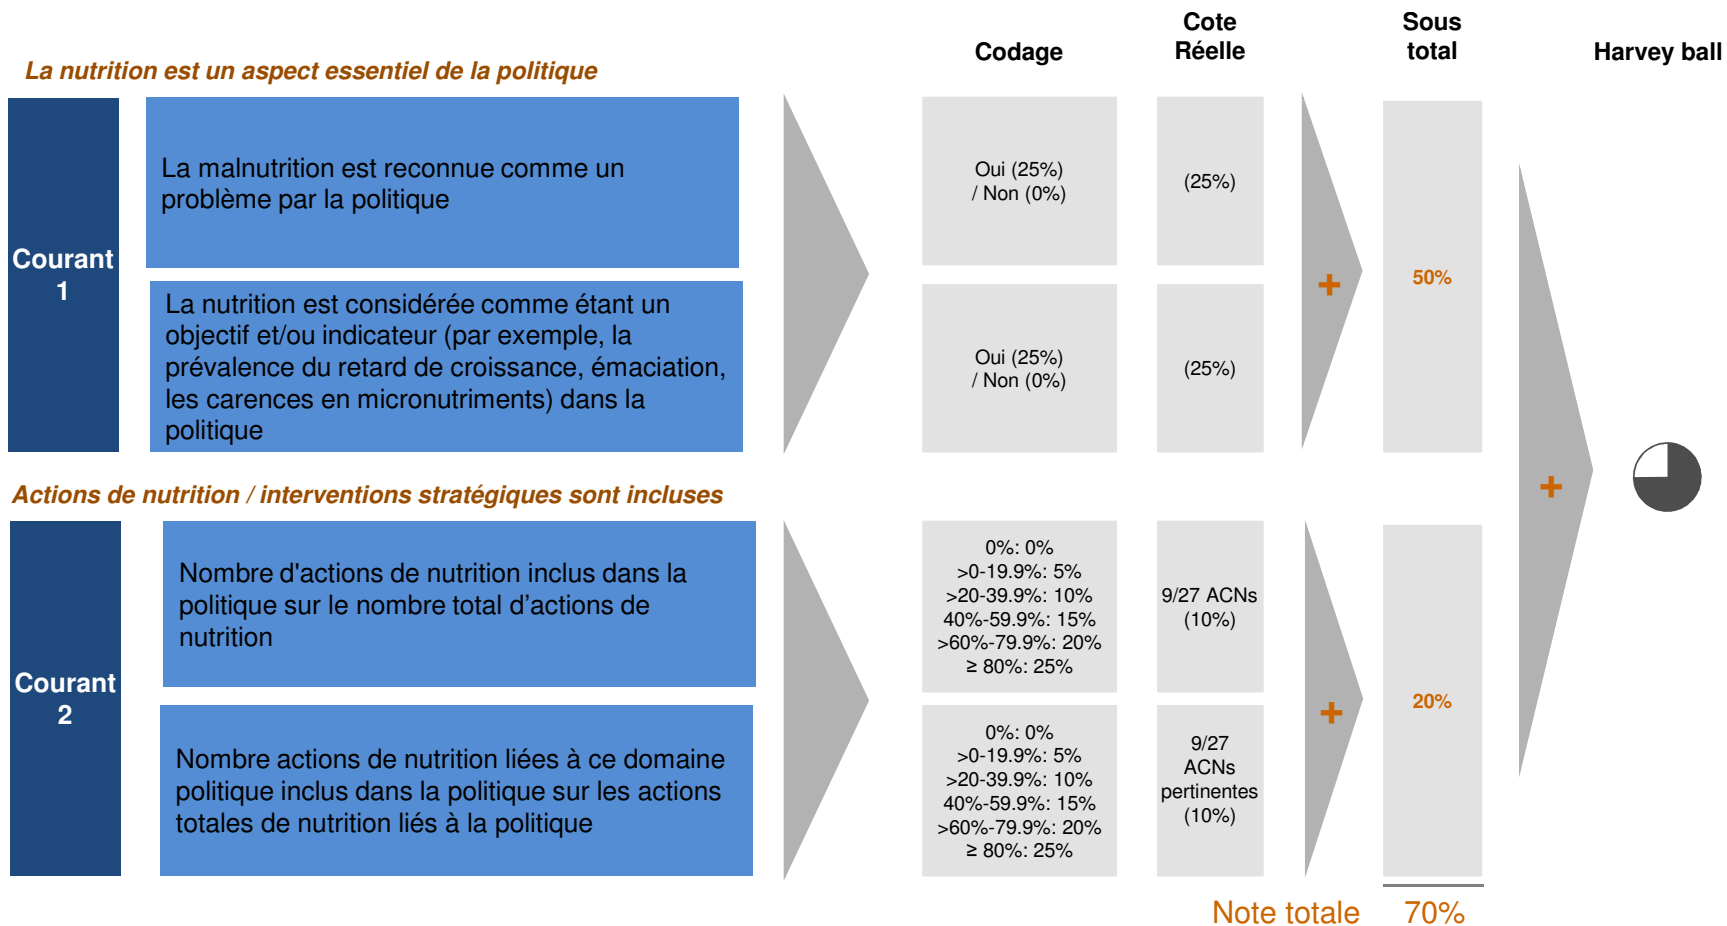 Codage
Cote
Réelle
Sous
total
Harvey ball
La nutrition est un aspect essentiel de la politique
Courant
1
La malnutrition est reconnue comme un
problème par la politique
Oui (25%)
/ Non (0%)
(25%)
La nutrition est considérée comme étant un
objectif et/ou indicateur (par exemple, la
prévalence du retard de croissance, émaciation,
les carences en micronutriments) dans la
politique
Oui (25%)
/ Non (0%)
(25%)
+
50%
+
Actions de nutrition / interventions stratégiques sont incluses
Courant
2
Nombre d'actions de nutrition inclus dans la
politique sur le nombre total d’actions de
nutrition
0%: 0%
>0-19.9%: 5%
>20-39.9%: 10%
40%-59.9%: 15%
>60%-79.9%: 20%
≥ 80%: 25%
9/27 ACNs
(10%)
Nombre actions de nutrition liées à ce domaine
politique inclus dans la politique sur les actions
totales de nutrition liés à la politique
0%: 0%
>0-19.9%: 5%
>20-39.9%: 10%
40%-59.9%: 15%
>60%-79.9%: 20%
≥ 80%: 25%
9/27
ACNs
pertinentes
(10%)
+
20%
Note totale 70%